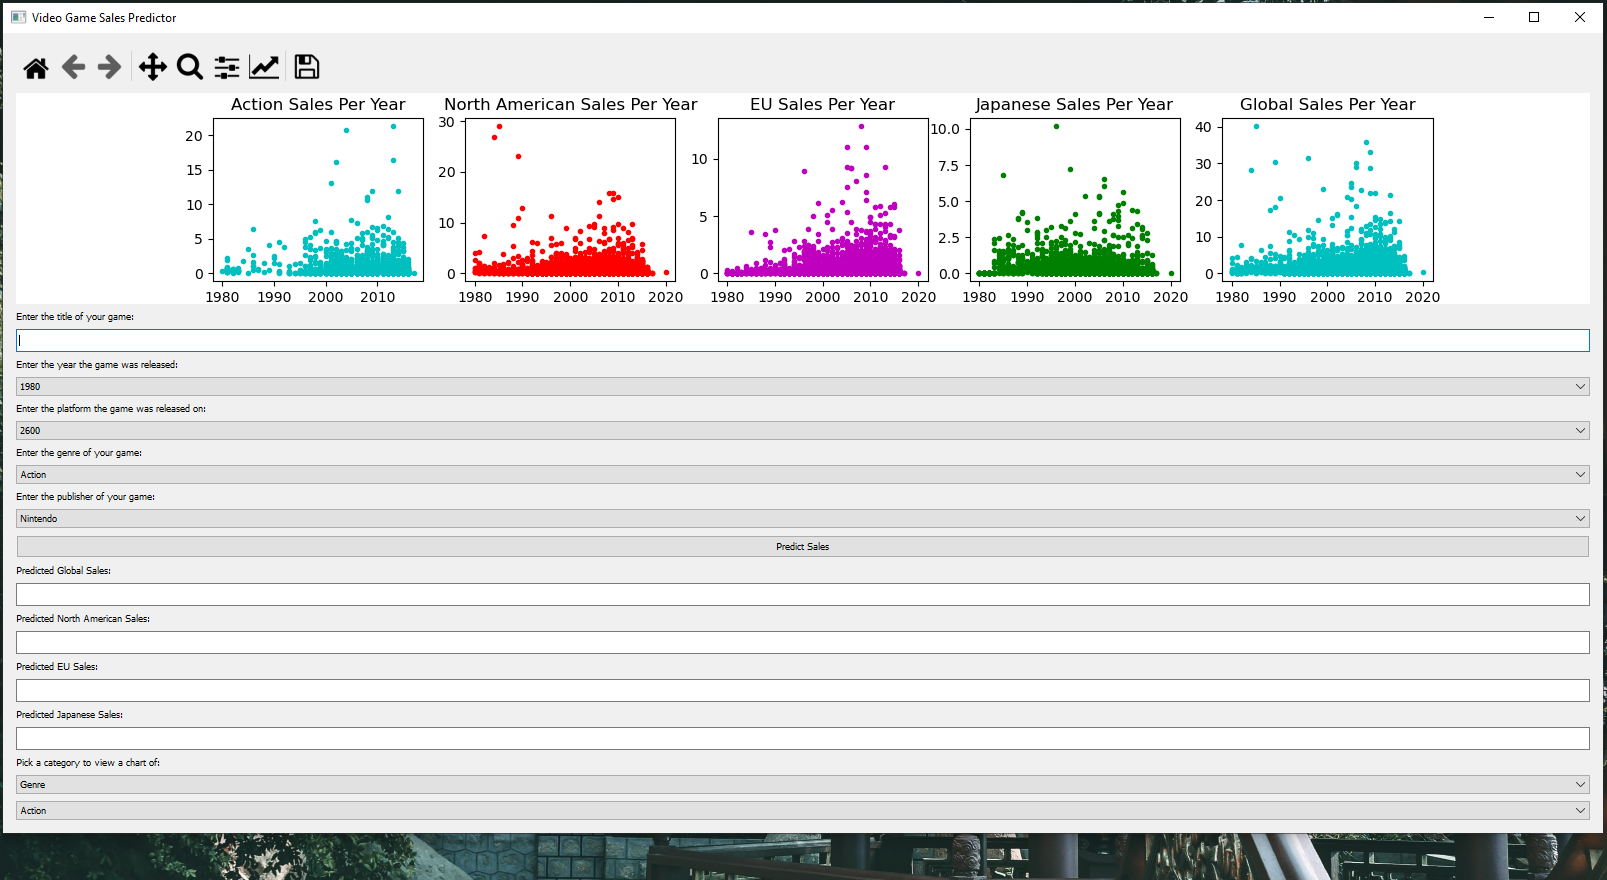 Video Game Sales Predictor
Action Sales Per Year
20
15
10
5
0
1980 1990 2000 2010
North American Sales Per Year
30
20
10
0
1980 1990 2000 2010 2020
EU Sales Per Year
10
5
0
1980 1990 2000 2010 2020
Japanese Sales Per Year
10.0
7.5
5.0
2.5
0.0
1980 1990 2000 2010 2020
Global Sales Per Year
40
30
20
10
0
1980 1990 2000 2010 2020
Enter the title of your game:
Enter the year the game was released:
1980
Enter the platform the game was released on:
2600
Enter the genre of your game:
Action
Enter the publisher of your game:
Nintendo
Predict Sales
Predicted Global Sales:
Predicted North American Sales:
Predicted EU Sales:
Predicted Japanese Sales:
Pick a category to view a chart of:
Genre
Action